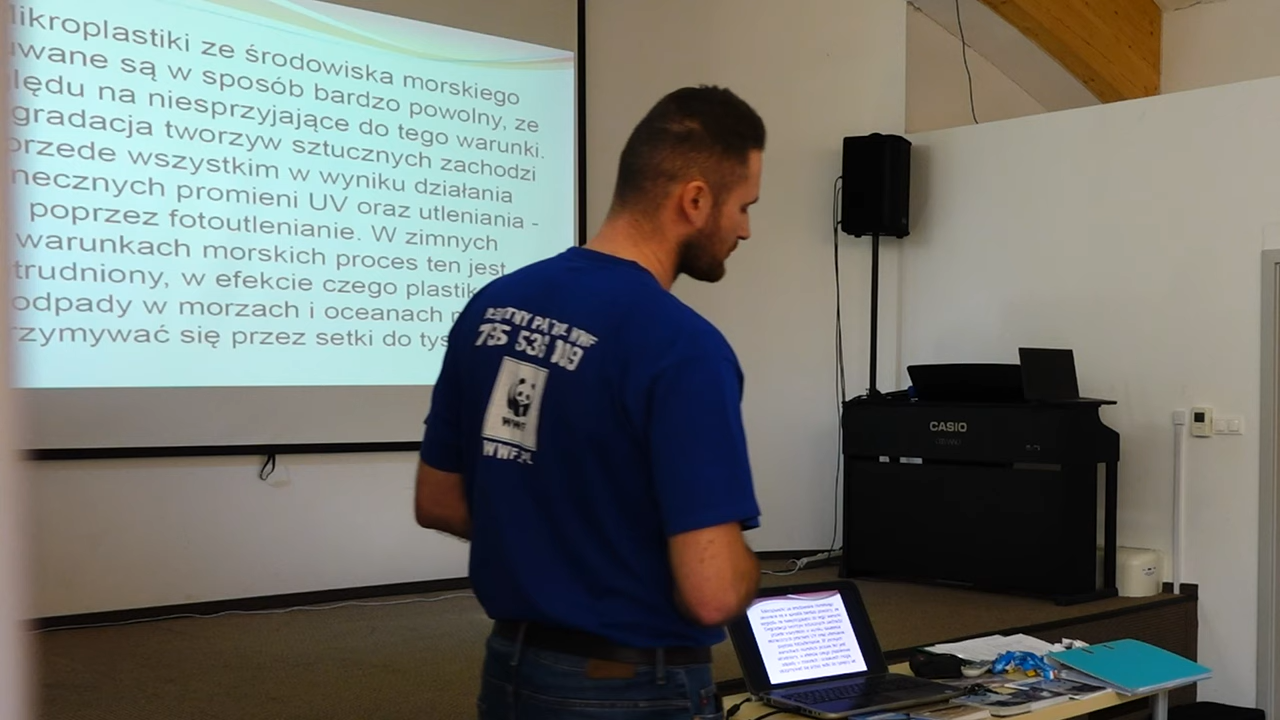 ikroplastiki ze środowiska morskiego
uwane są w sposób bardzo powolny, ze
lędu na niesprzyjające do tego warunki.
gradacja tworzyw sztucznych zachodzi
przede wszystkim w wyniku działania
necznych promieni UV oraz utleniania -
poprzez fotoutlenianie. W zimnych
warunkach morskich proces ten jest
trudniony, w efekcie czego plastik
odpady w morzach i oceanach
rzymywać się przez setki do tys
WWF
WWF.PL
CASIO